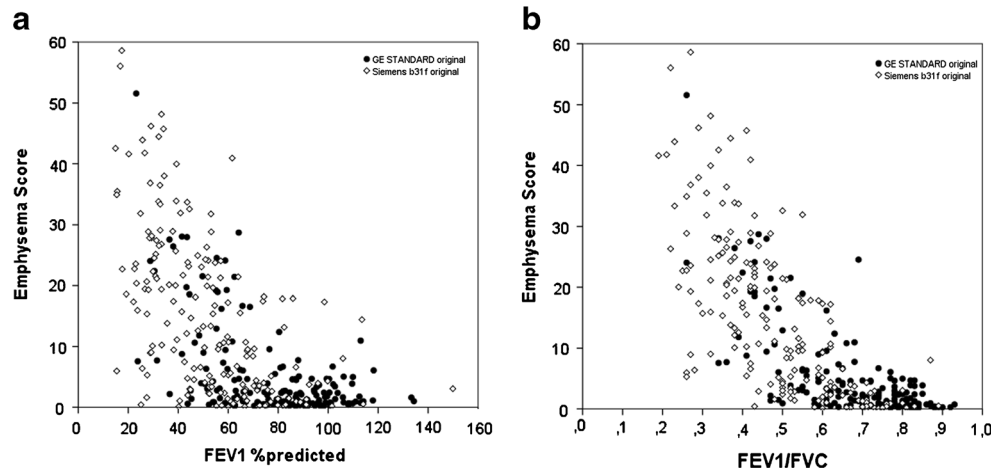 a
60
50
40
30
20
10
0
Emphysema Score
0 20 40 60 80 100 120 140 160
FEV1 %predicted
GE STANDARD original
Siemens b31f original
b
60
50
40
30
20
10
0
Emphysema Score
,0 ,1 ,2 ,3 ,4 ,5 ,6 ,7 ,8 ,9 1,0
FEV1/FVC
GE STANDARD original
Siemens b31f original